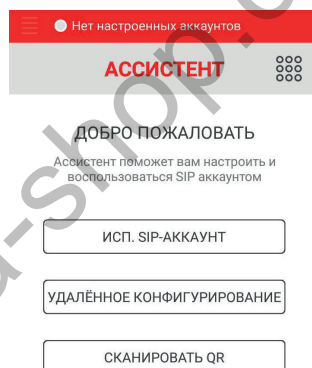 Нет настроенных аккаунтов
АССИСТЕНТ
ДОБРО ПОЖАЛОВАТЬ
Ассистент поможет вам настроить и
воспользоваться SIP аккаунтом
ИСП. SIP-АККАУНТ
УДАЛЁННОЕ КОНФИГУРИРОВАНИЕ
СКАНИРОВАТЬ QR